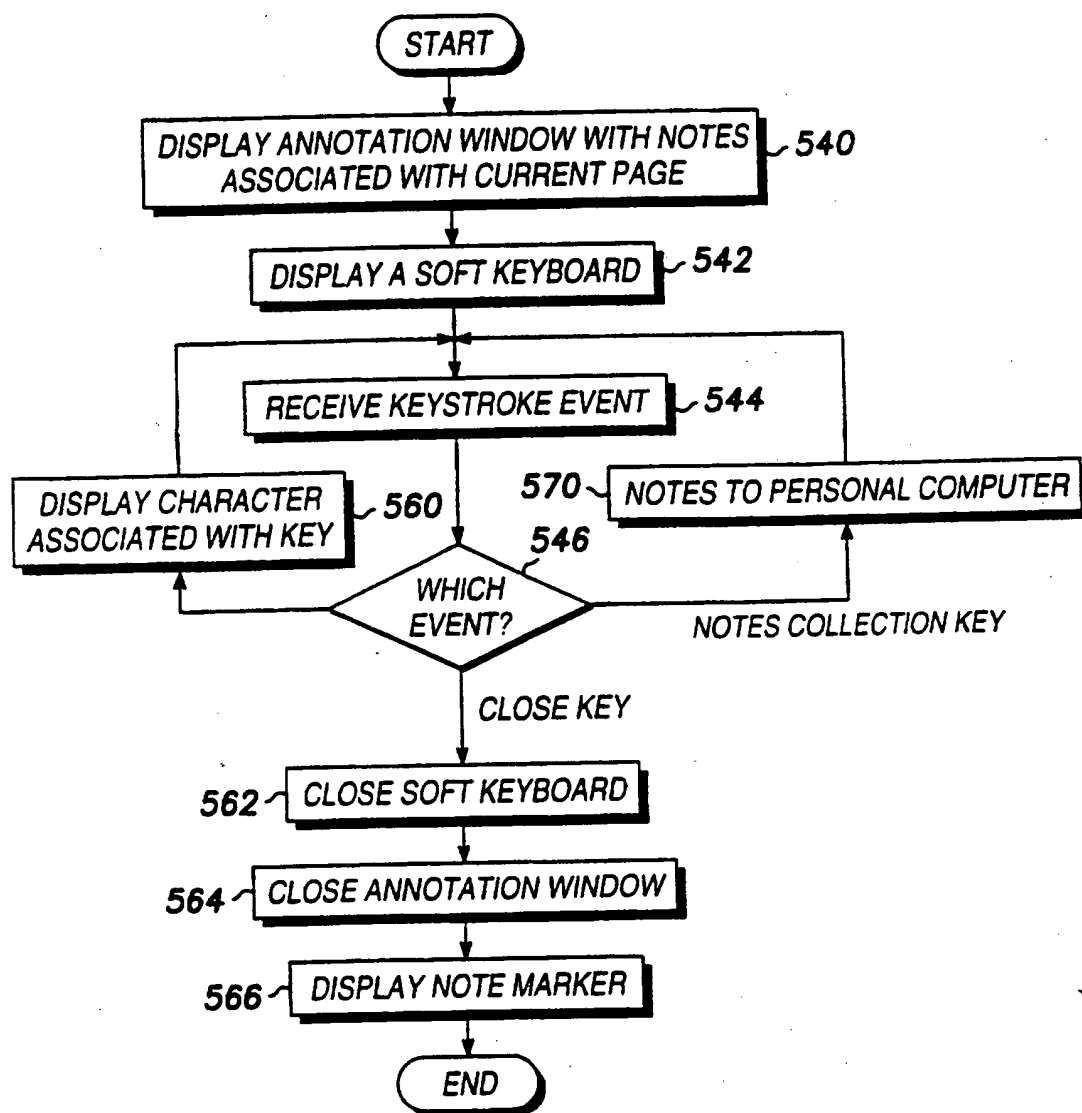 START
DISPLAY ANNOTATION WINDOW WITH NOTES
ASSOCIATED WITH CURRENT PAGE
540
DISPLAY A SOFT KEYBOARD
542
RECEIVE KEYSTROKE EVENT
544
DISPLAY CHARACTER
ASSOCIATED WITH KEY
560
570
NOTES TO PERSONAL COMPUTER
546
WHICH
EVENT?
NOTES COLLECTION KEY
CLOSE KEY
562
CLOSE SOFT KEYBOARD
564
CLOSE ANNOTATION WINDOW
566
DISPLAY NOTE MARKER
END